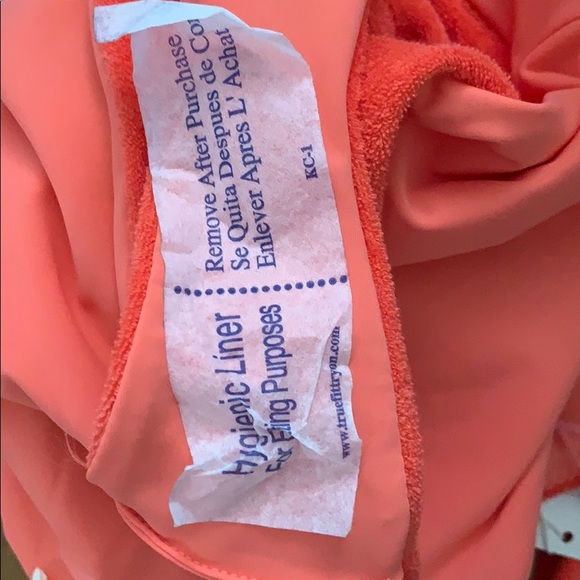 Hygienic Liner
For Fitting Purposes
www.truefittryon.com
Remove After Purchase
Se Quita Despues de
Enlever Apres L' Achat
KC-1